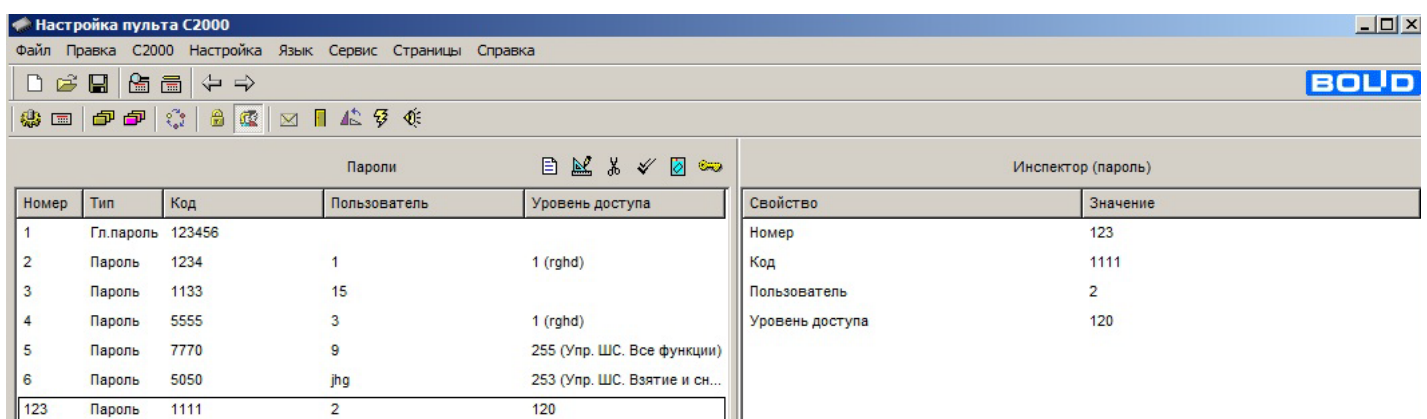 Настройка пульта C2000
Файл Правка C2000 Настройка Язык Сервис Страницы Справка
BOLID
Пароли
Инспектор (пароль)
Номер Тип Код Пользователь Уровень доступа
Свойство Значение
1 Гл.пароль 123456
Номер 123
2 Пароль 1234 1 1 (rghd)
Код 1111
3 Пароль 1133 15
Пользователь 2
4 Пароль 5555 3 1 (rghd)
Уровень доступа 120
5 Пароль 7770 9 255 (Упр. ШС. Все функции)
6 Пароль 5050 jhg 253 (Упр. ШС. Взятие и сн...
123 Пароль 1111 2 120